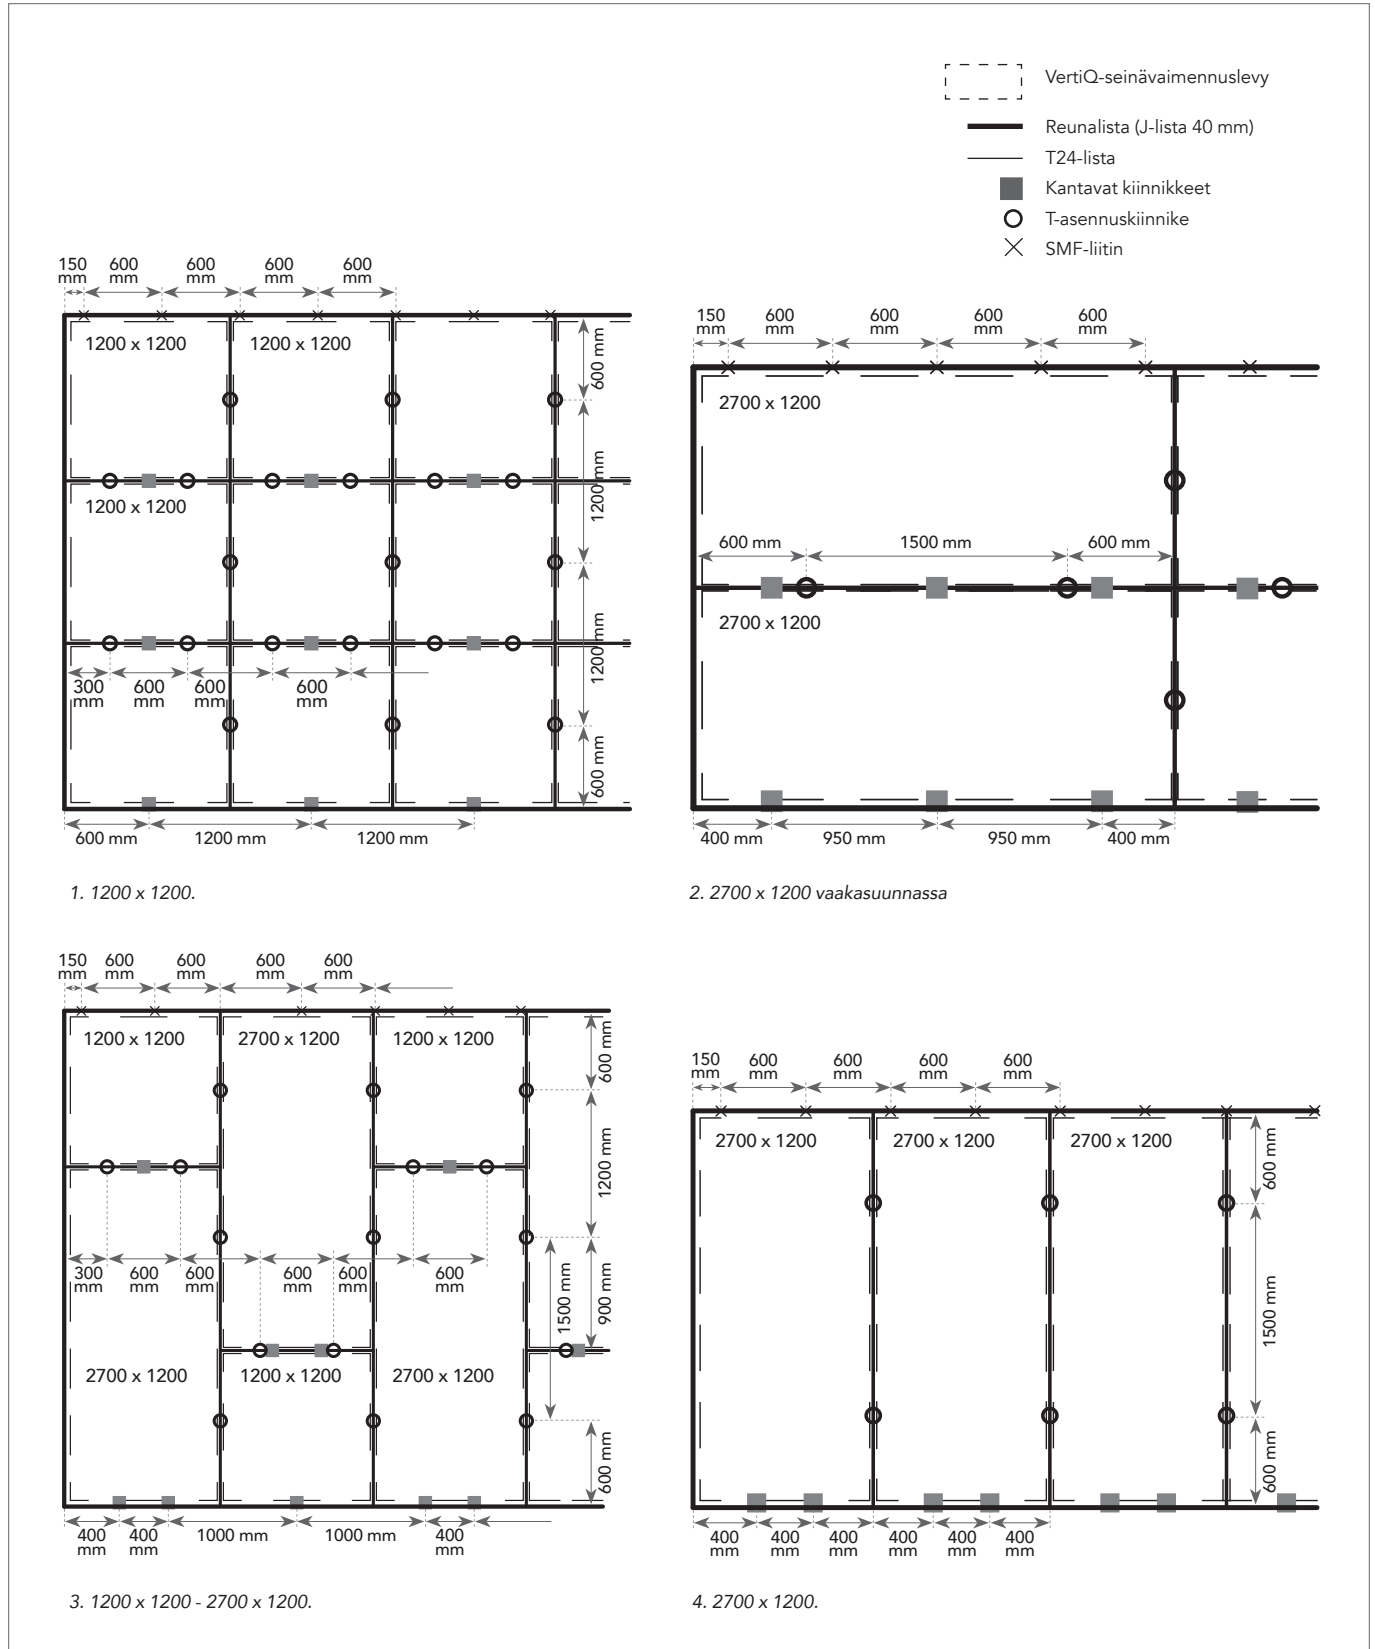 VertiQ-seinävaimennuslevy
Reunalista (J-lista 40 mm)
T24-lista
Kantavat kiinnikkeet
T-asennuskiinnike
SMF-liitin
150 mm
600 mm
600 mm
600 mm
600 mm
1200 x 1200
1200 x 1200
600 mm
1200 mm
1200 x 1200
1200 mm
300 mm
600 mm
600 mm
600 mm
600 mm
600 mm
1200 mm
1200 mm
1. 1200 x 1200.
150 mm
600 mm
600 mm
600 mm
600 mm
2700 x 1200
600 mm
1500 mm
600 mm
2700 x 1200
400 mm
950 mm
950 mm
400 mm
2. 2700 x 1200 vaakasuunnassa
150 mm
600 mm
600 mm
600 mm
600 mm
1200 x 1200
2700 x 1200
1200 x 1200
600 mm
1200 mm
300 mm
600 mm
600 mm
600 mm
600 mm
600 mm
1500 mm
900 mm
2700 x 1200
1200 x 1200
2700 x 1200
600 mm
400 mm
400 mm
1000 mm
1000 mm
400 mm
3. 1200 x 1200 - 2700 x 1200.
150 mm
600 mm
600 mm
600 mm
600 mm
2700 x 1200
2700 x 1200
2700 x 1200
600 mm
1500 mm
600 mm
400 mm
400 mm
400 mm
400 mm
400 mm
400 mm
4. 2700 x 1200.